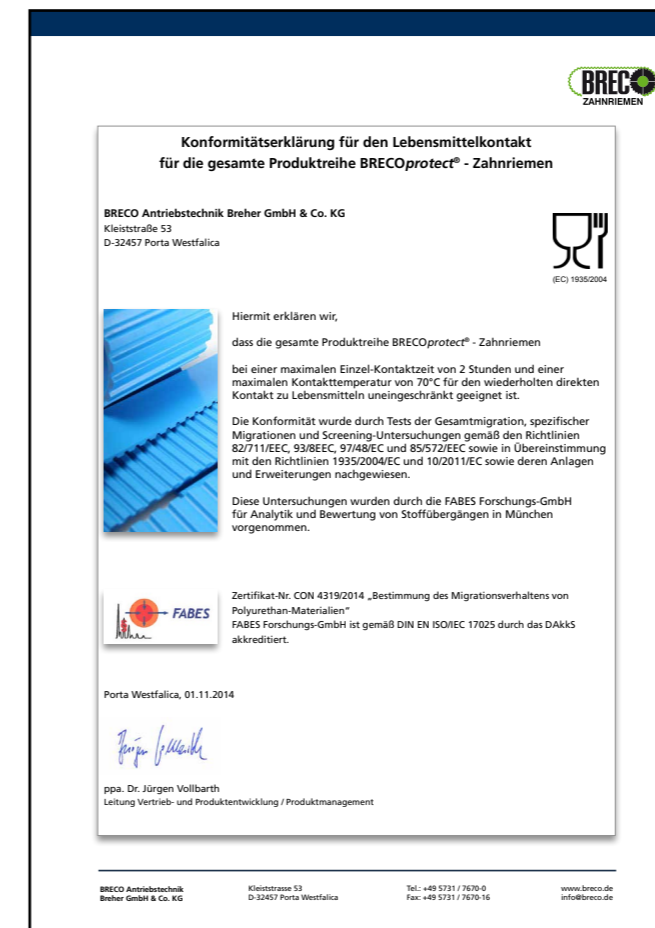 BRECO
ZAHNRIEMEN
Konformitätserklärung für den Lebensmittelkontakt
für die gesamte Produktreihe BRECOprotect® - Zahnriemen
BRECO Antriebstechnik Breher GmbH & Co. KG
Kleiststraße 53
D-32457 Porta Westfalica
(EC) 1935/2004
Hiermit erklären wir,
dass die gesamte Produktreihe BRECOprotect® - Zahnriemen
bei einer maximalen Einzel-Kontaktzeit von 2 Stunden und einer
maximalen Kontakttemperatur von 70°C für den wiederholten direkten
Kontakt zu Lebensmitteln uneingeschränkt geeignet ist.
Die Konformität wurde durch Tests der Gesamtmigration, spezifischer
Migrationen und Screening-Untersuchungen gemäß den Richtlinien
82/711/EEC, 93/8EEC, 97/48/EC und 85/572/EEC sowie in Übereinstimmung
mit den Richtlinien 1935/2004/EC und 10/2011/EC sowie deren Anlagen
und Erweiterungen nachgewiesen.
Diese Untersuchungen wurden durch die FABES Forschungs-GmbH
für Analytik und Bewertung von Stoffübergängen in München
vorgenommen.
FABES
Zertifikat-Nr. CON 4319/2014 „Bestimmung des Migrationsverhaltens von
Polyurethan-Materialien“
FABES Forschungs-GmbH ist gemäß DIN EN ISO/IEC 17025 durch das DAkkS
akkreditiert.
Porta Westfalica, 01.11.2014
ppa. Dr. Jürgen Vollbarth
Leitung Vertrieb- und Produktentwicklung / Produktmanagement
BRECO Antriebstechnik
Breher GmbH & Co. KG
Kleiststrasse 53
D-32457 Porta Westfalica
Tel.: +49 5731 / 7670-0
Fax: +49 5731 / 7670-16
www.breco.de
info@breco.de